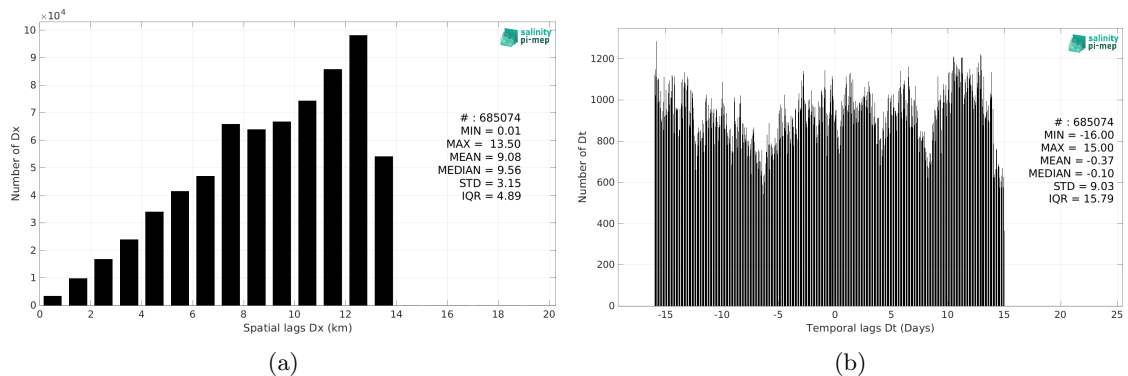 ×10⁴
10
9
8
7
6
5
4
3
2
1
0
Number of Dx
0 2 4 6 8 10 12 14 16 18 20
Spatial lags Dx (km)
salinity
pi-mep
# : 685074
MIN = 0.01
MAX = 13.50
MEAN = 9.08
MEDIAN = 9.56
STD = 3.15
IQR = 4.89
(a)
1200
1000
800
600
400
200
0
Number of Dt
-15 -10 -5 0 5 10 15 20 25
Temporal lags Dt (Days)
salinity
pi-mep
# : 685074
MIN = -16.00
MAX = 15.00
MEAN = -0.37
MEDIAN = -0.10
STD = 9.03
IQR = 15.79
(b)